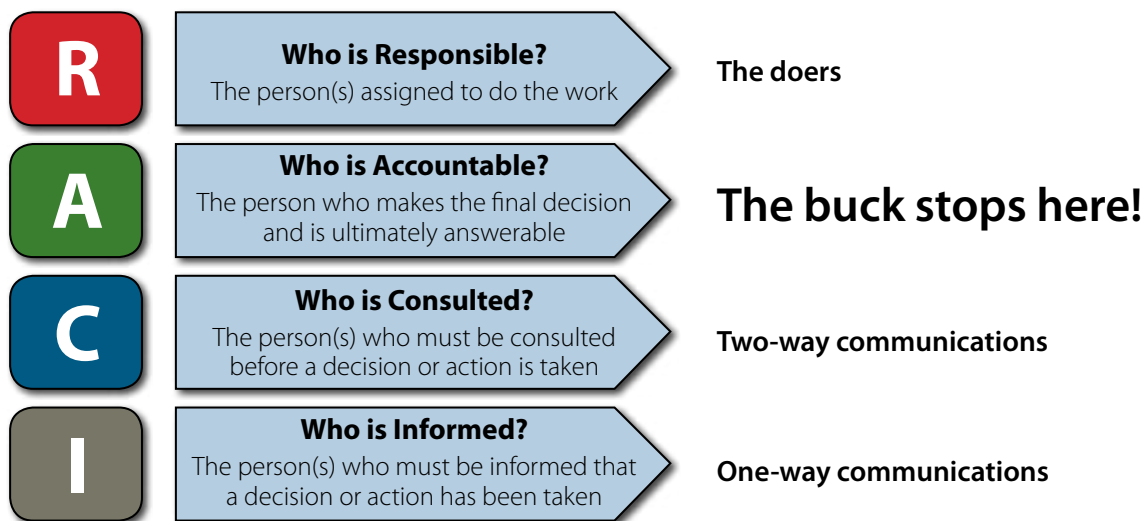 R
Who is Responsible?
The person(s) assigned to do the work
The doers
A
Who is Accountable?
The person who makes the final decision
and is ultimately answerable
The buck stops here!
C
Who is Consulted?
The person(s) who must be consulted
before a decision or action is taken
Two-way communications
I
Who is Informed?
The person(s) who must be informed that
a decision or action has been taken
One-way communications